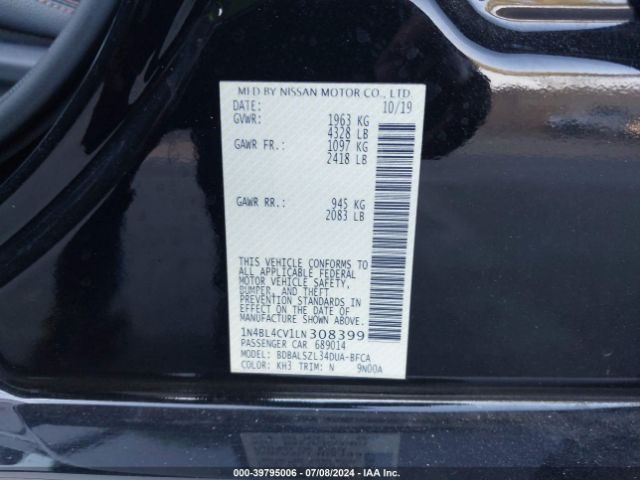 MFD BY NISSAN MOTOR CO., LTD.
DATE: 10/19
GVWR: 1963 KG
4328 LB
GAWR FR.: 1097 KG
2418 LB
GAWR RR.: 945 KG
2083 LB
THIS VEHICLE CONFORMS TO
ALL APPLICABLE FEDERAL
MOTOR VEHICLE SAFETY,
BUMPER, AND THEFT
PREVENTION STANDARDS IN
EFFECT ON THE DATE OF
MANUFACTURE SHOWN ABOVE.
1N4BL4CV1LN308399
PASSENGER CAR 689014
MODEL: BDBALSZL34DUA-BFCA
COLOR: KH3 TRIM: N 9N00A
000-39795006 - 07/08/2024 - IAA Inc.